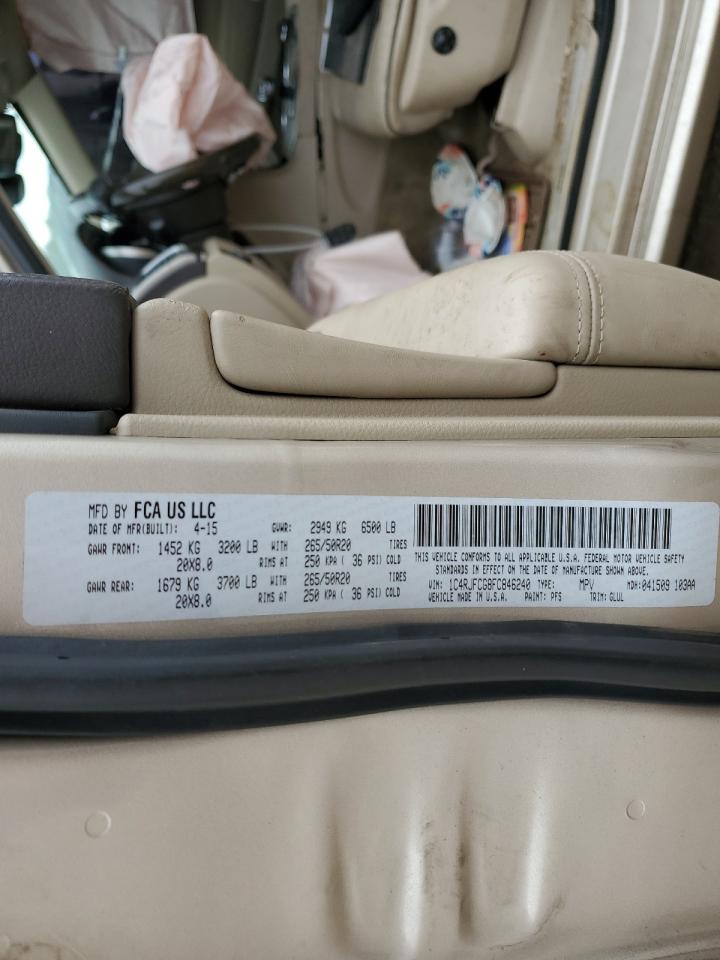 MFD BY FCA US LLC
DATE OF MFR(BUILT): 4-15 GVWR: 2949 KG 6500 LB
GAWR FRONT: 1452 KG 3200 LB WITH 265/50R20 TIRES
20X8.0 RIMS AT 250 KPA ( 36 PSI) COLD
GAWR REAR: 1679 KG 3700 LB WITH 265/50R20 TIRES
20X8.0 RIMS AT 250 KPA ( 36 PSI) COLD
THIS VEHICLE CONFORMS TO ALL APPLICABLE U.S.A. FEDERAL MOTOR VEHICLE SAFETY
STANDARDS IN EFFECT ON THE DATE OF MANUFACTURE SHOWN ABOVE.
VIN: 1C4RJFCG8FC846240 TYPE: MPV MDH:041509 103AA
VEHICLE MADE IN U.S.A. PAINT: PFS TRIM: GLUL